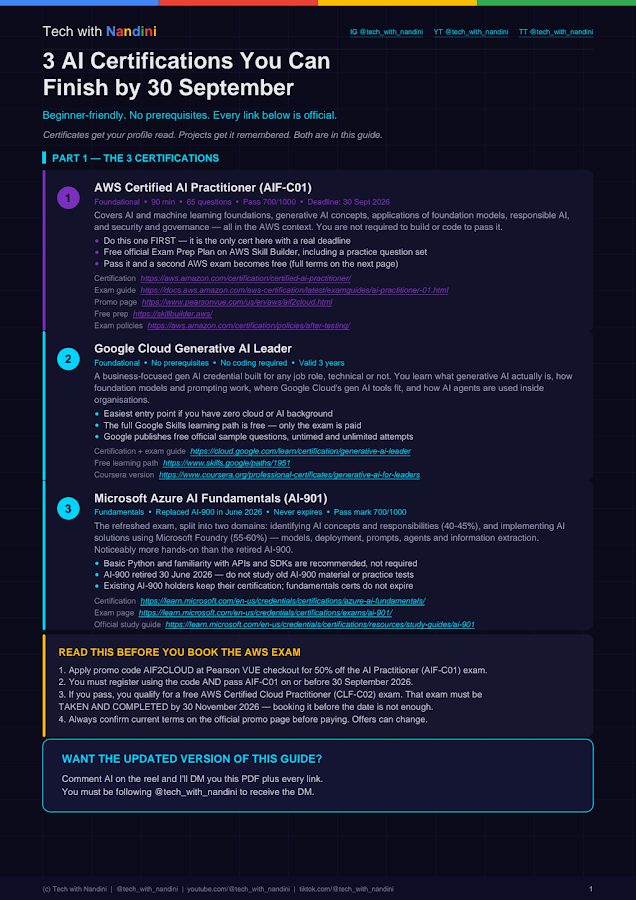 Tech with Nandini
IG @tech_with_nandini YT @tech_with_nandini TT @tech_with_nandini
3 AI Certifications You Can
Finish by 30 September
Beginner-friendly. No prerequisites. Every link below is official.
Certificates get your profile read. Projects get it remembered. Both are in this guide.
PART 1 — THE 3 CERTIFICATIONS
1
AWS Certified AI Practitioner (AIF-C01)
Foundational • 90 min • 65 questions • Pass 700/1000 • Deadline: 30 Sept 2026
Covers AI and machine learning foundations, generative AI concepts, applications of foundation models, responsible AI,
and security and governance — all in the AWS context. You are not required to build or code to pass it.
• Do this one FIRST — it is the only cert here with a real deadline
• Free official Exam Prep Plan on AWS Skill Builder, including a practice question set
• Pass it and a second AWS exam becomes free (full terms on the next page)
Certification https://aws.amazon.com/certification/certified-ai-practitioner/
Exam guide https://docs.aws.amazon.com/aws-certification/latest/examguides/ai-practitioner-01.html
Promo page https://www.pearsonvue.com/us/en/aws/aif2cloud.html
Free prep https://skillbuilder.aws/
Exam policies https://aws.amazon.com/certification/policies/after-testing/
2
Google Cloud Generative AI Leader
Foundational • No prerequisites • No coding required • Valid 3 years
A business-focused gen AI credential built for any job role, technical or not. You learn what generative AI actually is, how
foundation models and prompting work, where Google Cloud's gen AI tools fit, and how AI agents are used inside
organisations.
• Easiest entry point if you have zero cloud or AI background
• The full Google Skills learning path is free — only the exam is paid
• Google publishes free official sample questions, untimed and unlimited attempts
Certification + exam guide https://cloud.google.com/learn/certification/generative-ai-leader
Free learning path https://www.skills.google/paths/1951
Coursera version https://www.coursera.org/professional-certificates/generative-ai-for-leaders
3
Microsoft Azure AI Fundamentals (AI-901)
Fundamentals • Replaced AI-900 in June 2026 • Never expires • Pass mark 700/1000
The refreshed exam, split into two domains: identifying AI concepts and responsibilities (40-45%), and implementing AI
solutions using Microsoft Foundry (55-60%) — models, deployment, prompts, agents and information extraction.
Noticeably more hands-on than the retired AI-900.
• Basic Python and familiarity with APIs and SDKs are recommended, not required
• AI-900 retired 30 June 2026 — do not study old AI-900 material or practice tests
• Existing AI-900 holders keep their certification; fundamentals certs do not expire
Certification https://learn.microsoft.com/en-us/credentials/certifications/azure-ai-fundamentals/
Exam page https://learn.microsoft.com/en-us/credentials/certifications/exams/ai-901/
Official study guide https://learn.microsoft.com/en-us/credentials/certifications/resources/study-guides/ai-901
READ THIS BEFORE YOU BOOK THE AWS EXAM
1. Apply promo code AIF2CLOUD at Pearson VUE checkout for 50% off the AI Practitioner (AIF-C01) exam.
2. You must register using the code AND pass AIF-C01 on or before 30 September 2026.
3. If you pass, you qualify for a free AWS Certified Cloud Practitioner (CLF-C02) exam. That exam must be
TAKEN AND COMPLETED by 30 November 2026 — booking it before the date is not enough.
4. Always confirm current terms on the official promo page before paying. Offers can change.
WANT THE UPDATED VERSION OF THIS GUIDE?
Comment AI on the reel and I'll DM you this PDF plus every link.
You must be following @tech_with_nandini to receive the DM.
(c) Tech with Nandini | @tech_with_nandini | youtube.com/@tech_with_nandini | tiktok.com/@tech_with_nandini
1